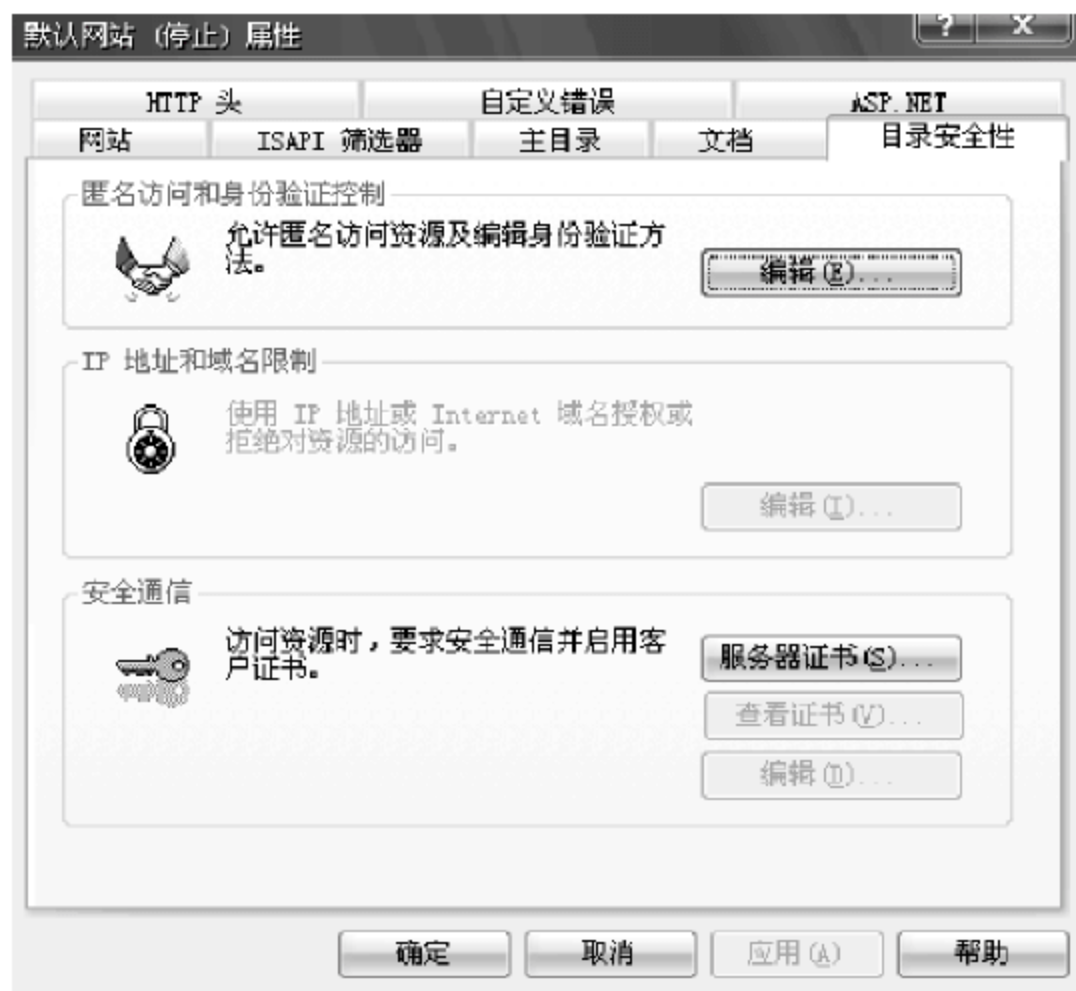 默认网站 (停止) 属性
? X
HTTP 头 自定义错误 ASP.NET
网站 ISAPI 筛选器 主目录 文档 目录安全性
匿名访问和身份验证控制
允许匿名访问资源及编辑身份验证方
法。
编辑(E)...
IP 地址和域名限制
使用 IP 地址或 Internet 域名授权或
拒绝对资源的访问。
编辑(I)...
安全通信
访问资源时，要求安全通信并启用客
户证书。
服务器证书(S)...
查看证书(V)...
编辑(D)...
确定 取消 应用(A) 帮助